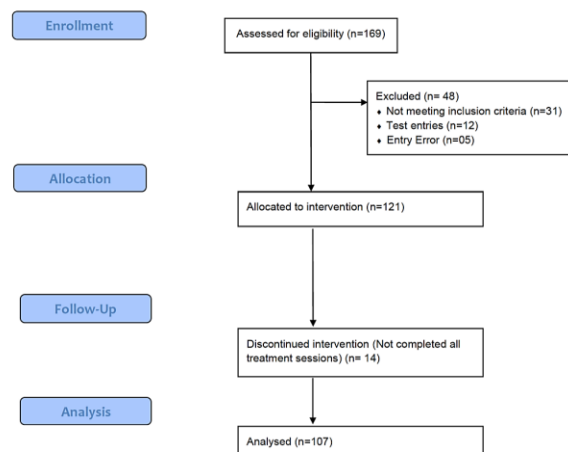 Enrollment
Assessed for eligibility (n=169)
Excluded (n= 48)
♦ Not meeting inclusion criteria (n=31)
♦ Test entries (n=12)
♦ Entry Error (n=05)
Allocation
Allocated to intervention (n=121)
Follow-Up
Discontinued intervention (Not completed all
treatment sessions) (n= 14)
Analysis
Analysed (n=107)